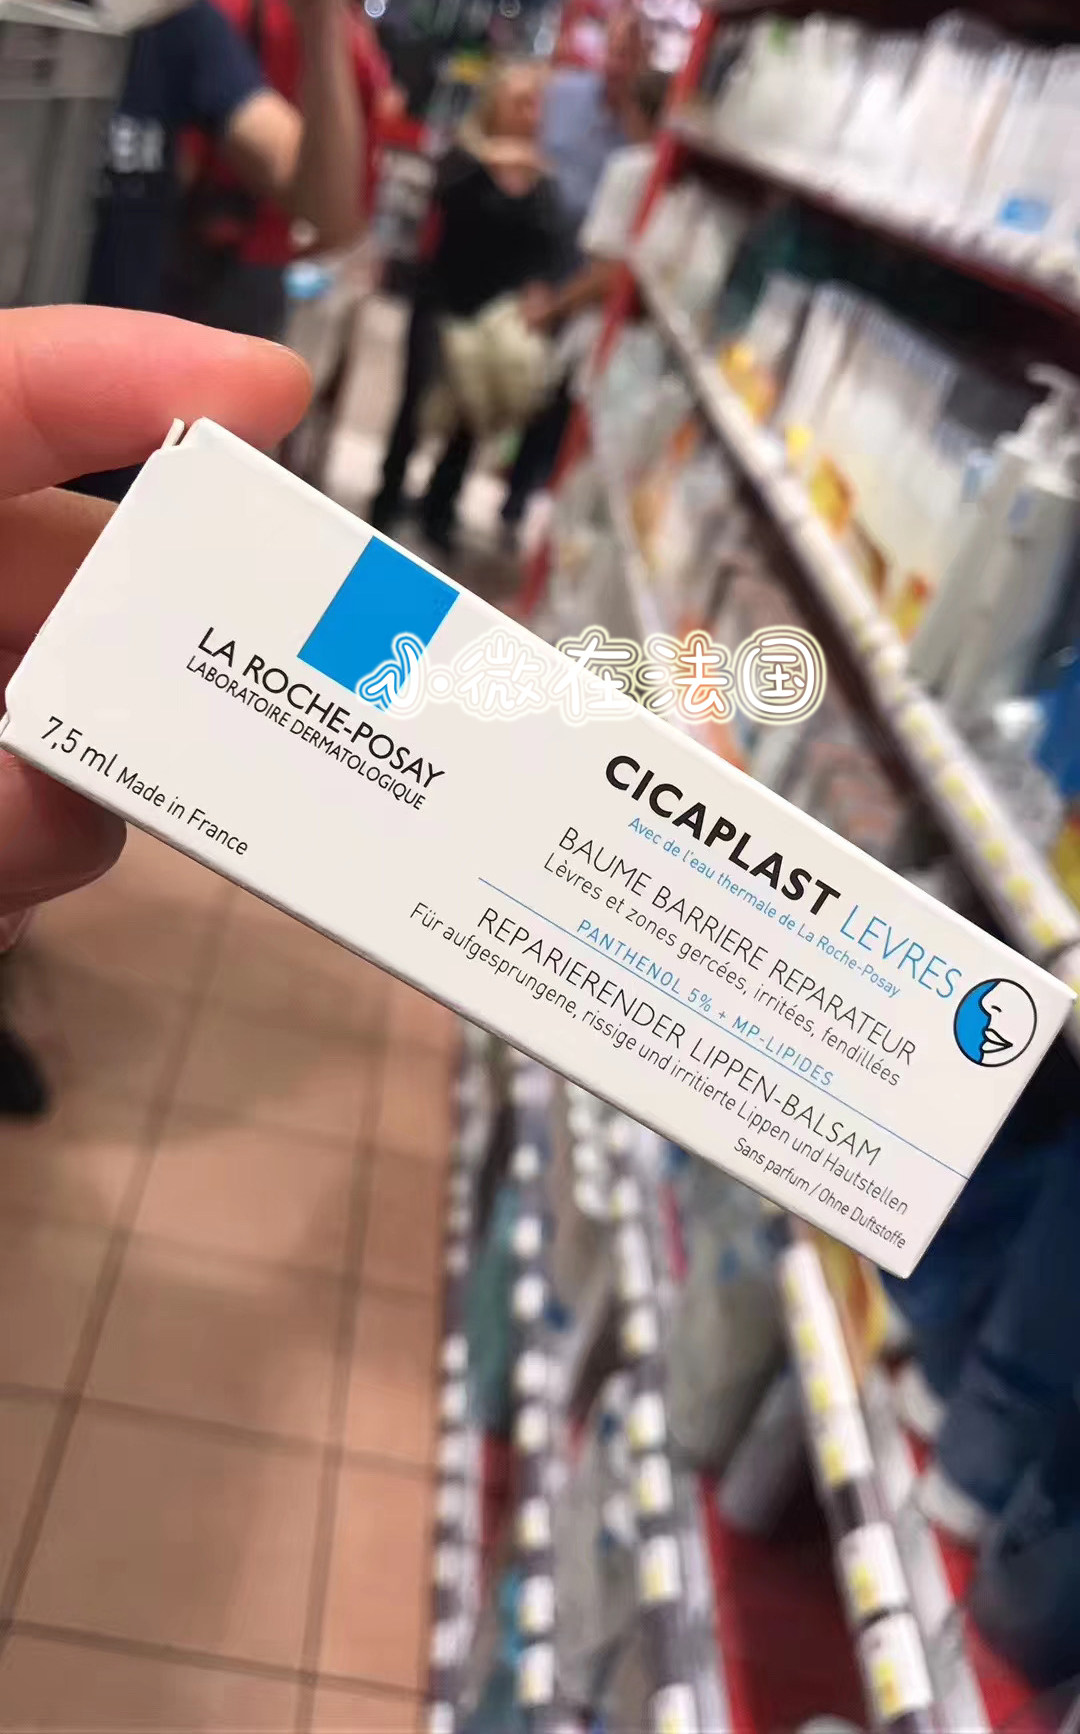 小·微在法国
LA ROCHE-POSAY
LABORATOIRE DERMATOLOGIQUE
7,5 ml Made in France
CICAPLAST LEVRES
Avec de l'eau thermale de La Roche-Posay
BAUME BARRIERE REPARATEUR
Lèvres et zones gercées, irritées, fendillées
PANTHENOL 5% + MP-LIPIDES
REPARIERENDER LIPPEN-BALSAM
Für aufgesprungene, rissige und irritierte Lippen und Hautstellen
Sans parfum / Ohne Duftstoffe